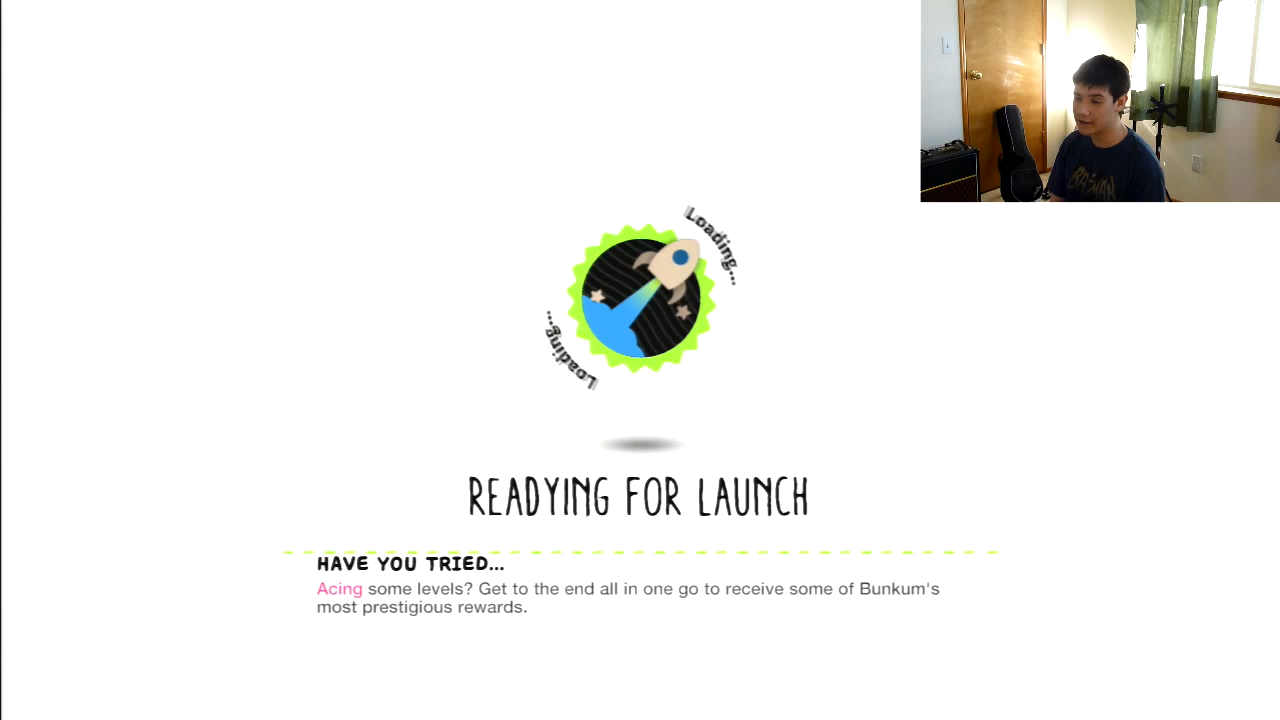 Loading...
Loading...
READYING FOR LAUNCH
HAVE YOU TRIED...
Acing some levels? Get to the end all in one go to receive some of Bunkum's
most prestigious rewards.
BATMAN